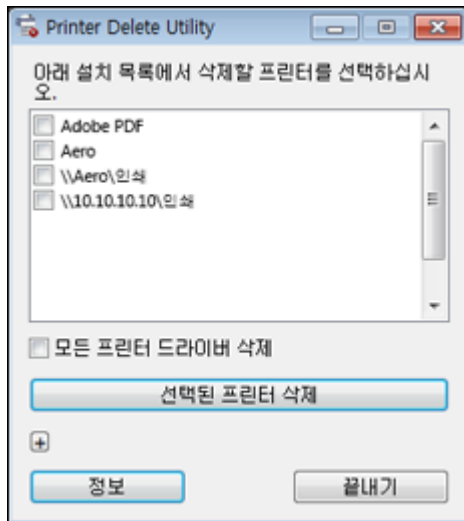 Printer Delete Utility
아래 설치 목록에서 삭제할 프린터를 선택하십시
오.
Adobe PDF
Aero
\\Aero\인쇄
\\10.10.10.10\인쇄
모든 프린터 드라이버 삭제
선택된 프린터 삭제
정보
끝내기